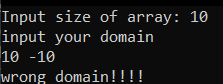 Input size of array: 10
input your domain
10 -10
wrong domain!!!!